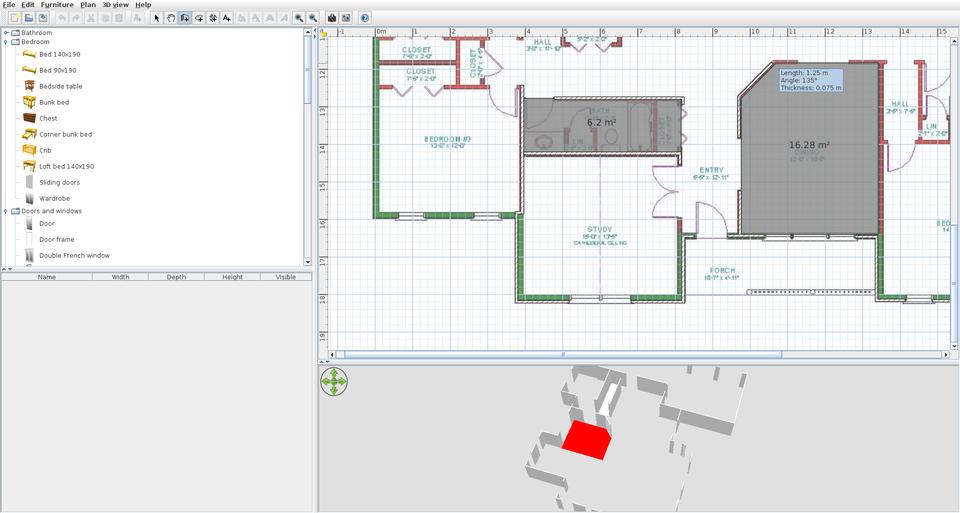 File Edit Furniture Plan 3D view Help
Bathroom
Bedroom
Bed 140x190
Bed 90x190
Bedside table
Bunk bed
Chest
Corner bunk bed
Crib
Loft bed 140x190
Sliding doors
Wardrobe
Doors and windows
Door
Door frame
Double French window
Name Width Depth Height Visible
-1 0m 1 2 3 4 5 6 7 8 9 10 11 12 13 14 15
12
13
14
15
16
17
18
19
CLOSET
CLOSET
CLOSET
HALL
BEDROOM #3
BATH
6.2 m²
LIN
CLOSET
ENTRY
STUDY
CATHEDRAL CEILING
PORCH
Length: 1.25 m
Angle: 135°
Thickness: 0.075 m
16.28 m²
DINING
HALL
LIN
BED
14